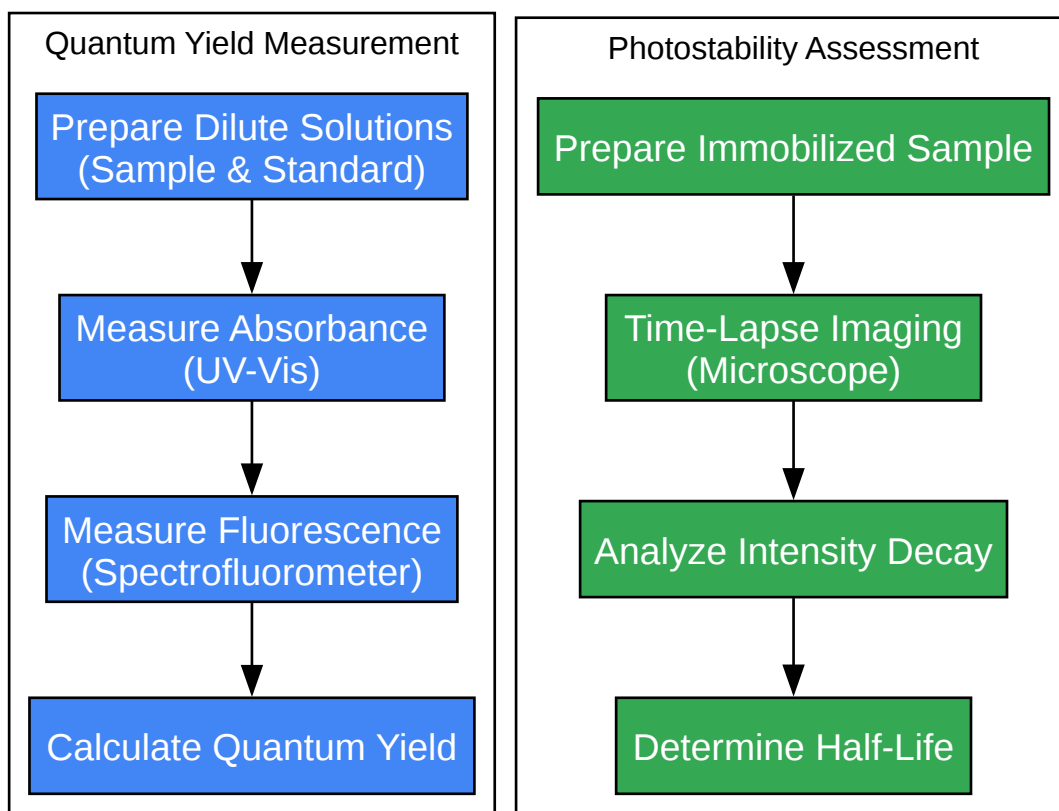 Quantum Yield Measurement
Prepare Dilute Solutions
(Sample & Standard)
Measure Absorbance
(UV-Vis)
Measure Fluorescence
(Spectrofluorometer)
Calculate Quantum Yield
Photostability Assessment
Prepare Immobilized Sample
Time-Lapse Imaging
(Microscope)
Analyze Intensity Decay
Determine Half-Life